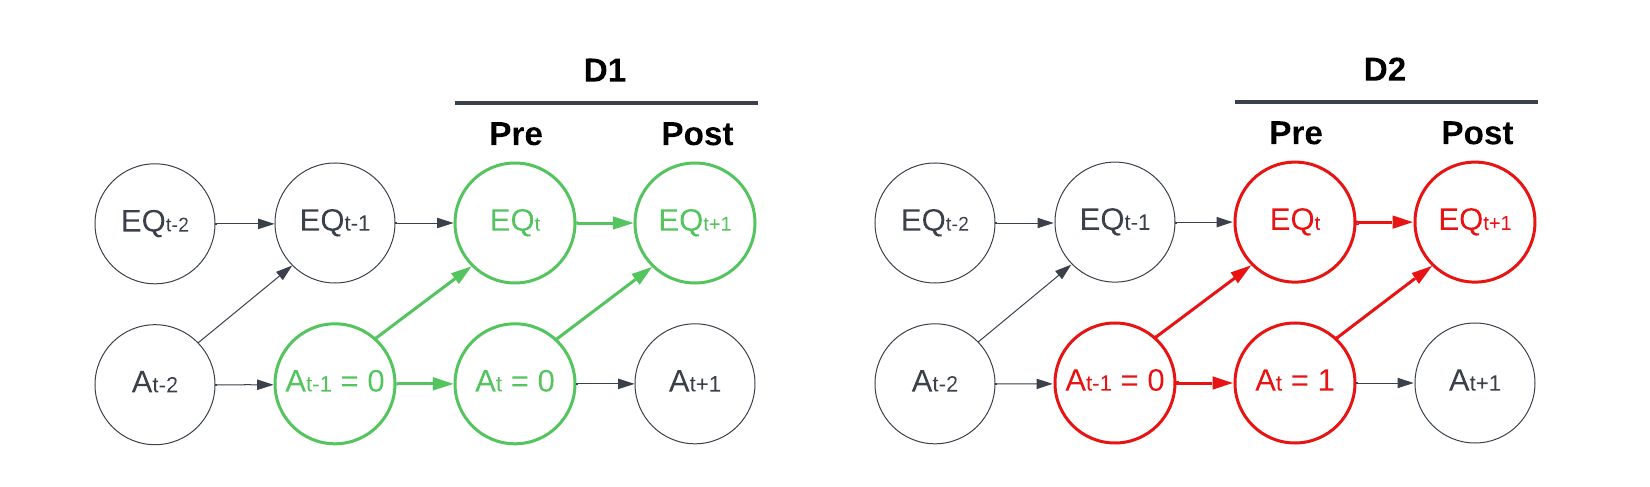 D1
D2
Pre Post
Pre Post
EQt-2 EQt-1 EQt EQt+1
EQt-2 EQt-1 EQt EQt+1
At-2 At-1 = 0 At = 0 At+1
At-2 At-1 = 0 At = 1 At+1